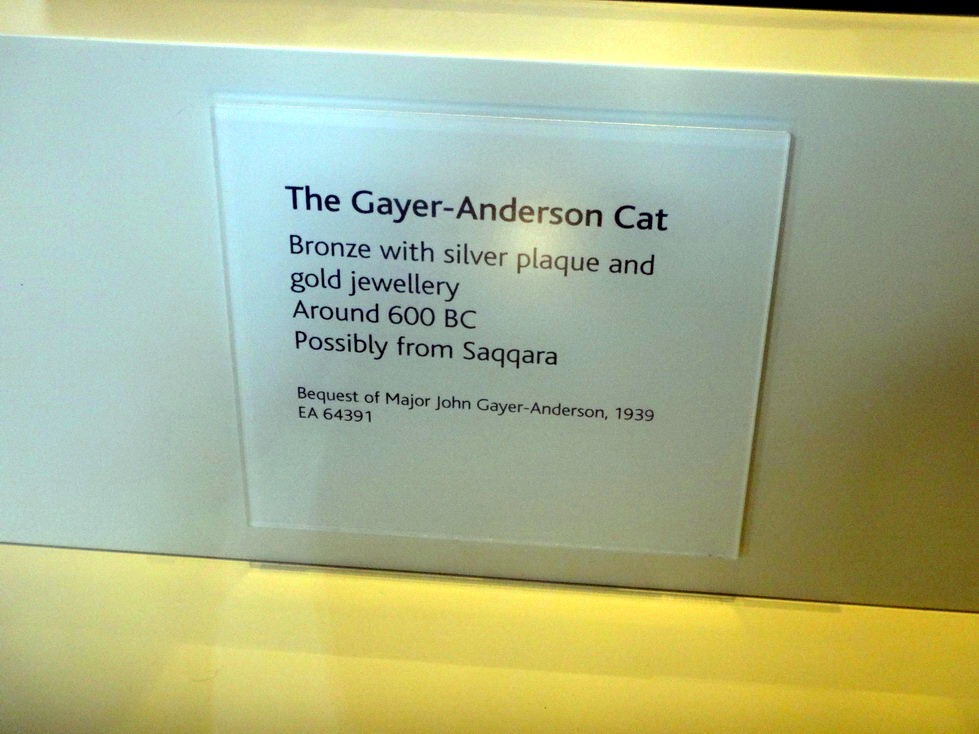 The Gayer-Anderson Cat
Bronze with silver plaque and
gold jewellery
Around 600 BC
Possibly from Saqqara
Bequest of Major John Gayer-Anderson, 1939
EA 64391